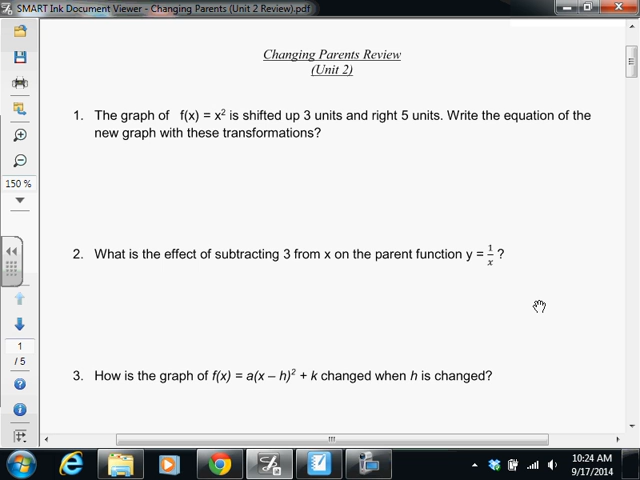 SMART Ink Document Viewer - Changing Parents (Unit 2 Review).pdf
Changing Parents Review
(Unit 2)
1. The graph of f(x) = x² is shifted up 3 units and right 5 units. Write the equation of the
new graph with these transformations?
150 %
2. What is the effect of subtracting 3 from x on the parent function y = 1/x ?
1
/ 5
3. How is the graph of f(x) = a(x – h)² + k changed when h is changed?
10:24 AM
9/17/2014